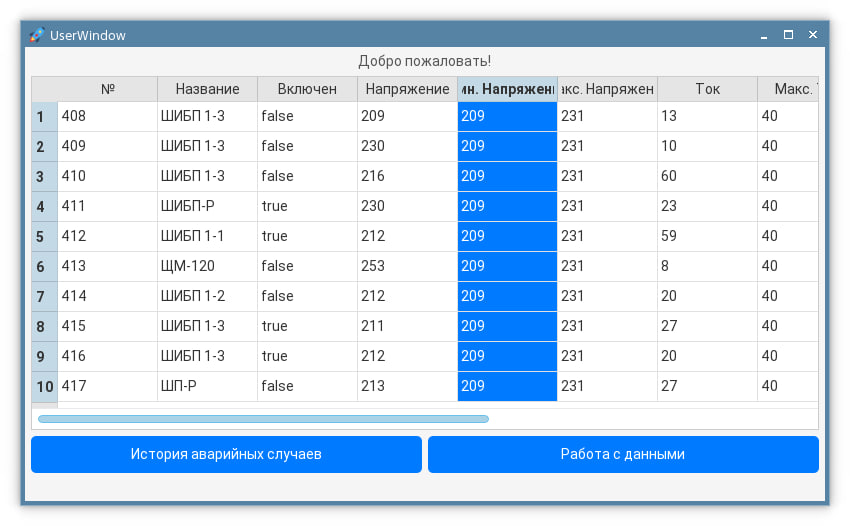 UserWindow
Добро пожаловать!
№ Название Включен Напряжение ин. Напряжени акс. Напряжен Ток Макс.
1 408 ШИБП 1-3 false 209 209 231 13 40
2 409 ШИБП 1-3 false 230 209 231 10 40
3 410 ШИБП 1-3 false 216 209 231 60 40
4 411 ШИБП-Р true 230 209 231 23 40
5 412 ШИБП 1-1 true 212 209 231 59 40
6 413 ЩМ-120 false 253 209 231 8 40
7 414 ШИБП 1-2 false 212 209 231 20 40
8 415 ШИБП 1-3 true 211 209 231 27 40
9 416 ШИБП 1-3 true 212 209 231 20 40
10 417 ШП-Р false 213 209 231 27 40
История аварийных случаев Работа с данными